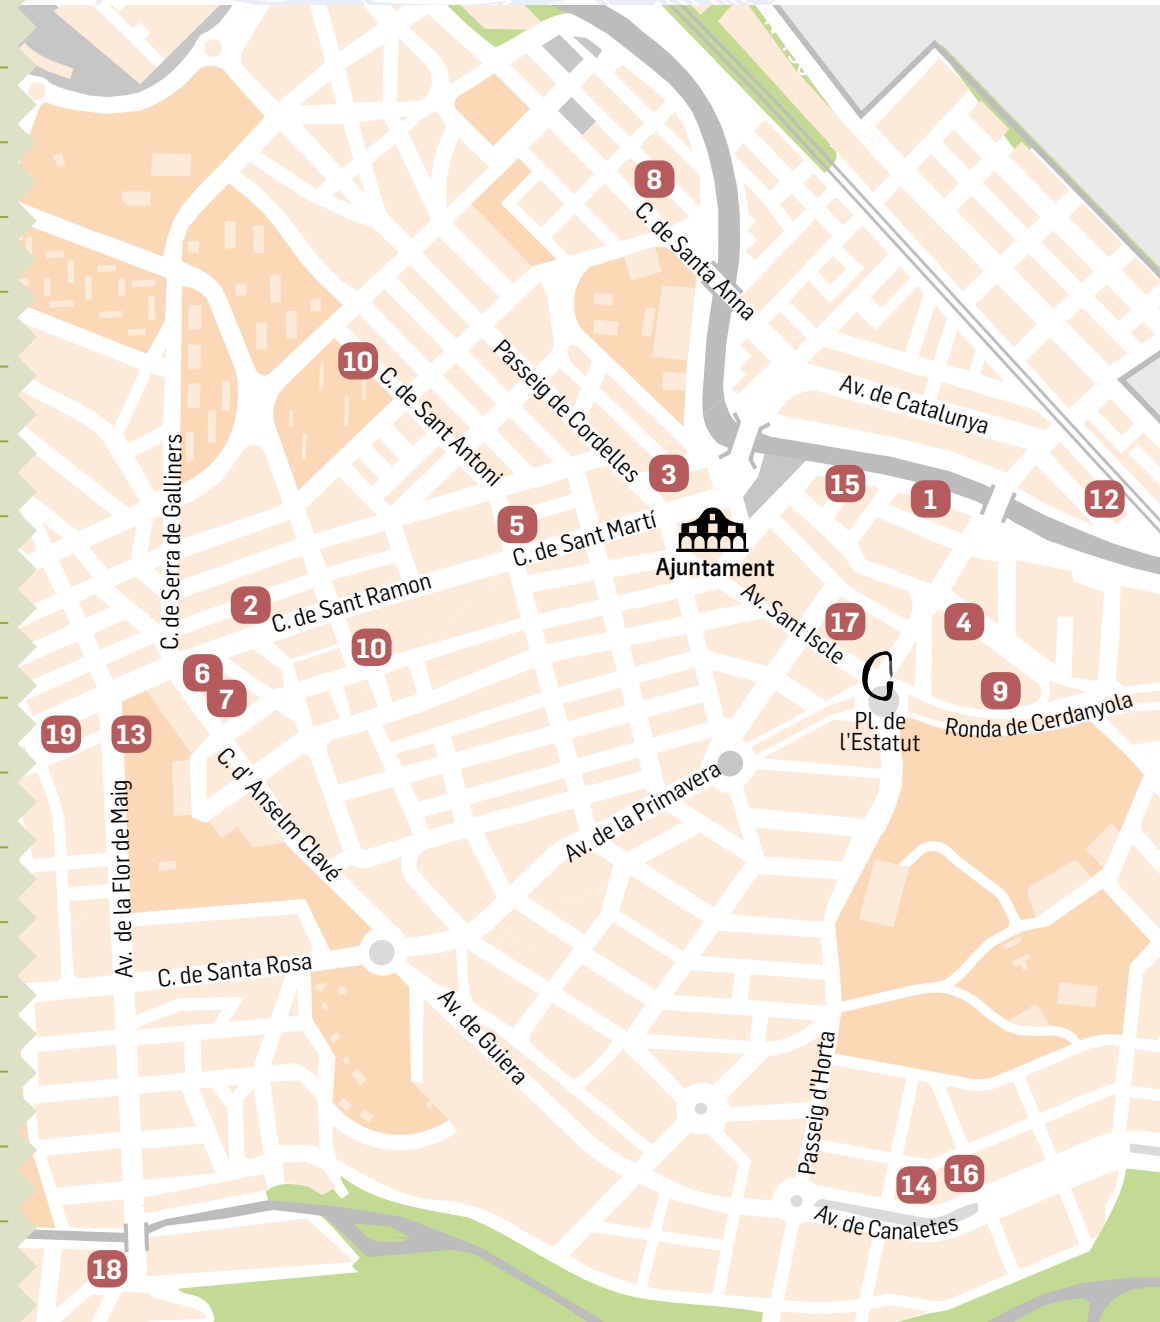 8
C. de Santa Anna
10
C. de Sant Antoni
Passeig de Cordelles
Av. de Catalunya
3
15
1
12
5
C. de Sant Martí
Ajuntament
C. de Serra de Galliners
2
C. de Sant Ramon
10
Av. Sant Iscle
17
4
6
7
9
G
Pl. de
l'Estatut
Ronda de Cerdanyola
19
13
C. d' Anselm Clavé
Av. de la Primavera
Av. de la Flor de Maig
C. de Santa Rosa
Av. de Guiera
Passeig d'Horta
14
16
Av. de Canaletes
18